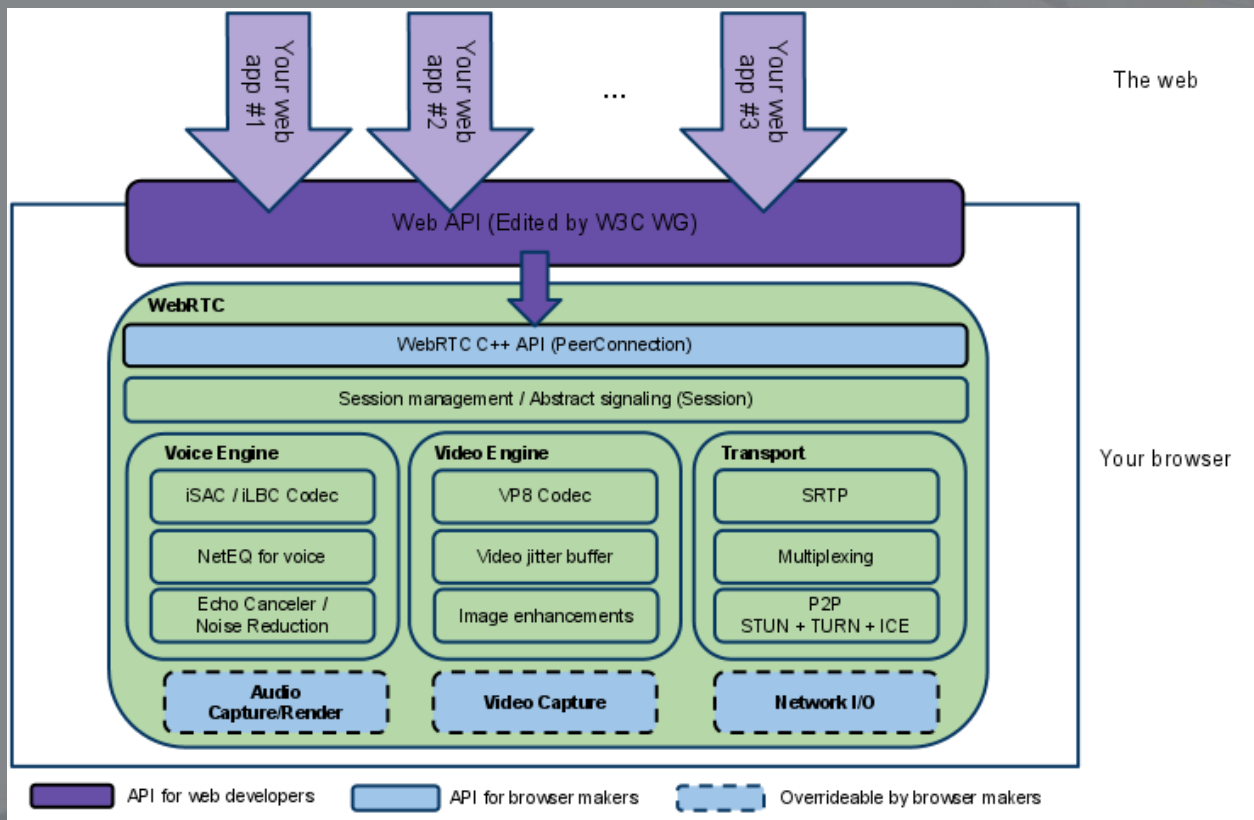 Your web
app #1
Your web
app #2
...
Your web
app #3
The web
Web API (Edited by W3C WG)
WebRTC
WebRTC C++ API (PeerConnection)
Session management / Abstract signaling (Session)
Voice Engine
iSAC / iLBC Codec
NetEQ for voice
Echo Canceler /
Noise Reduction
Video Engine
VP8 Codec
Video jitter buffer
Image enhancements
Transport
SRTP
Multiplexing
P2P
STUN + TURN + ICE
Your browser
Audio
Capture/Render
Video Capture
Network I/O
API for web developers
API for browser makers
Overrideable by browser makers